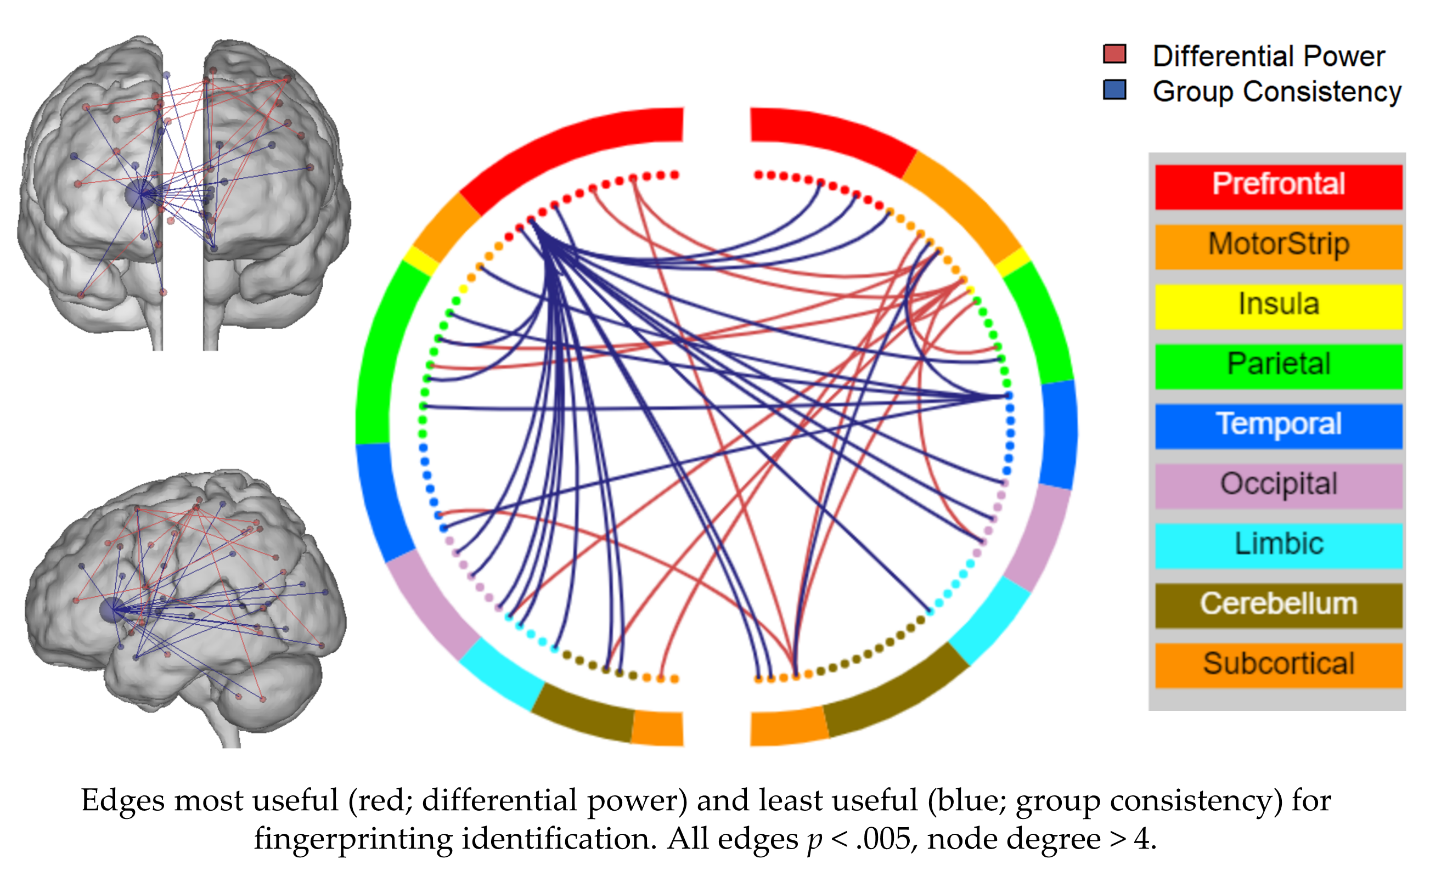 Differential Power
Group Consistency
Prefrontal
MotorStrip
Insula
Parietal
Temporal
Occipital
Limbic
Cerebellum
Subcortical
Edges most useful (red; differential power) and least useful (blue; group consistency) for
fingerprinting identification. All edges p < .005, node degree > 4.